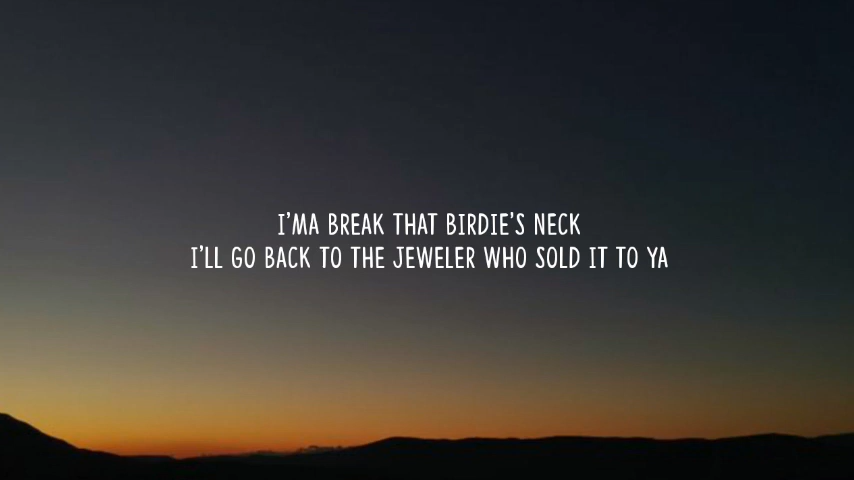 I'MA BREAK THAT BIRDIE'S NECK
I'LL GO BACK TO THE JEWELER WHO SOLD IT TO YA